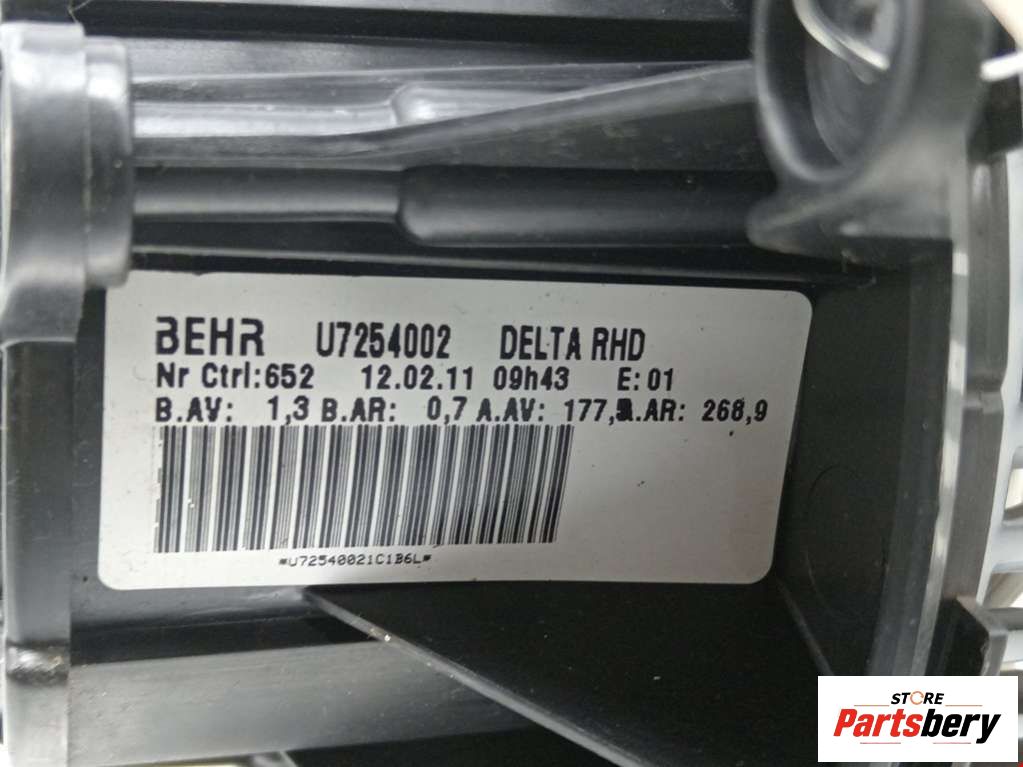 BEHR U7254002 DELTA RHD
Nr Ctrl:652 12.02.11 09h43 E:01
B.AV: 1,3 B.AR: 0,7 A.AV: 177, A.AR: 268,9
*U72540021C1B6L*
STORE
Partsbery